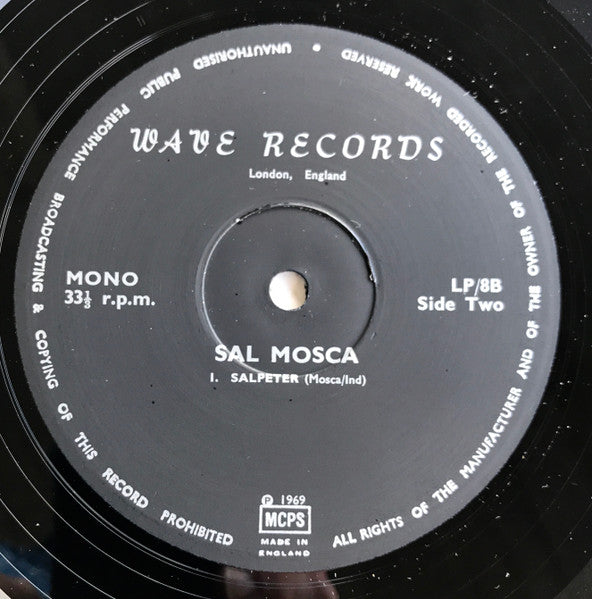 ALL RIGHTS OF THE MANUFACTURER AND OF THE OWNER OF THE RECORDED WORK RESERVED • UNAUTHORISED PUBLIC PERFORMANCE BROADCASTING & COPYING OF THIS RECORD PROHIBITED
WAVE RECORDS
London, England
MONO
33⅓ r.p.m.
LP/8B
Side Two
SAL MOSCA
1. SALPETER (Mosca/Ind)
Ⓟ 1969
MCPS
MADE IN
ENGLAND